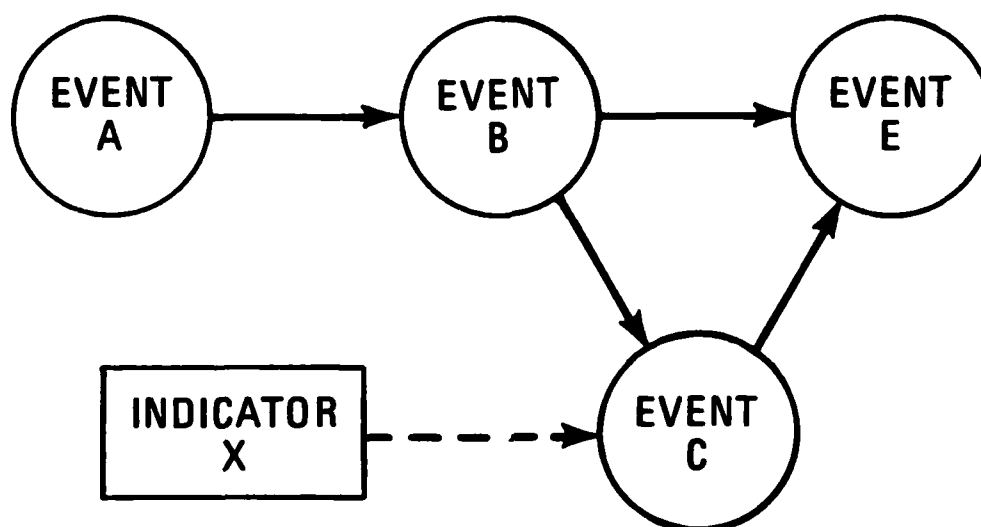 EVENT
A
EVENT
B
EVENT
E
INDICATOR
X
EVENT
C